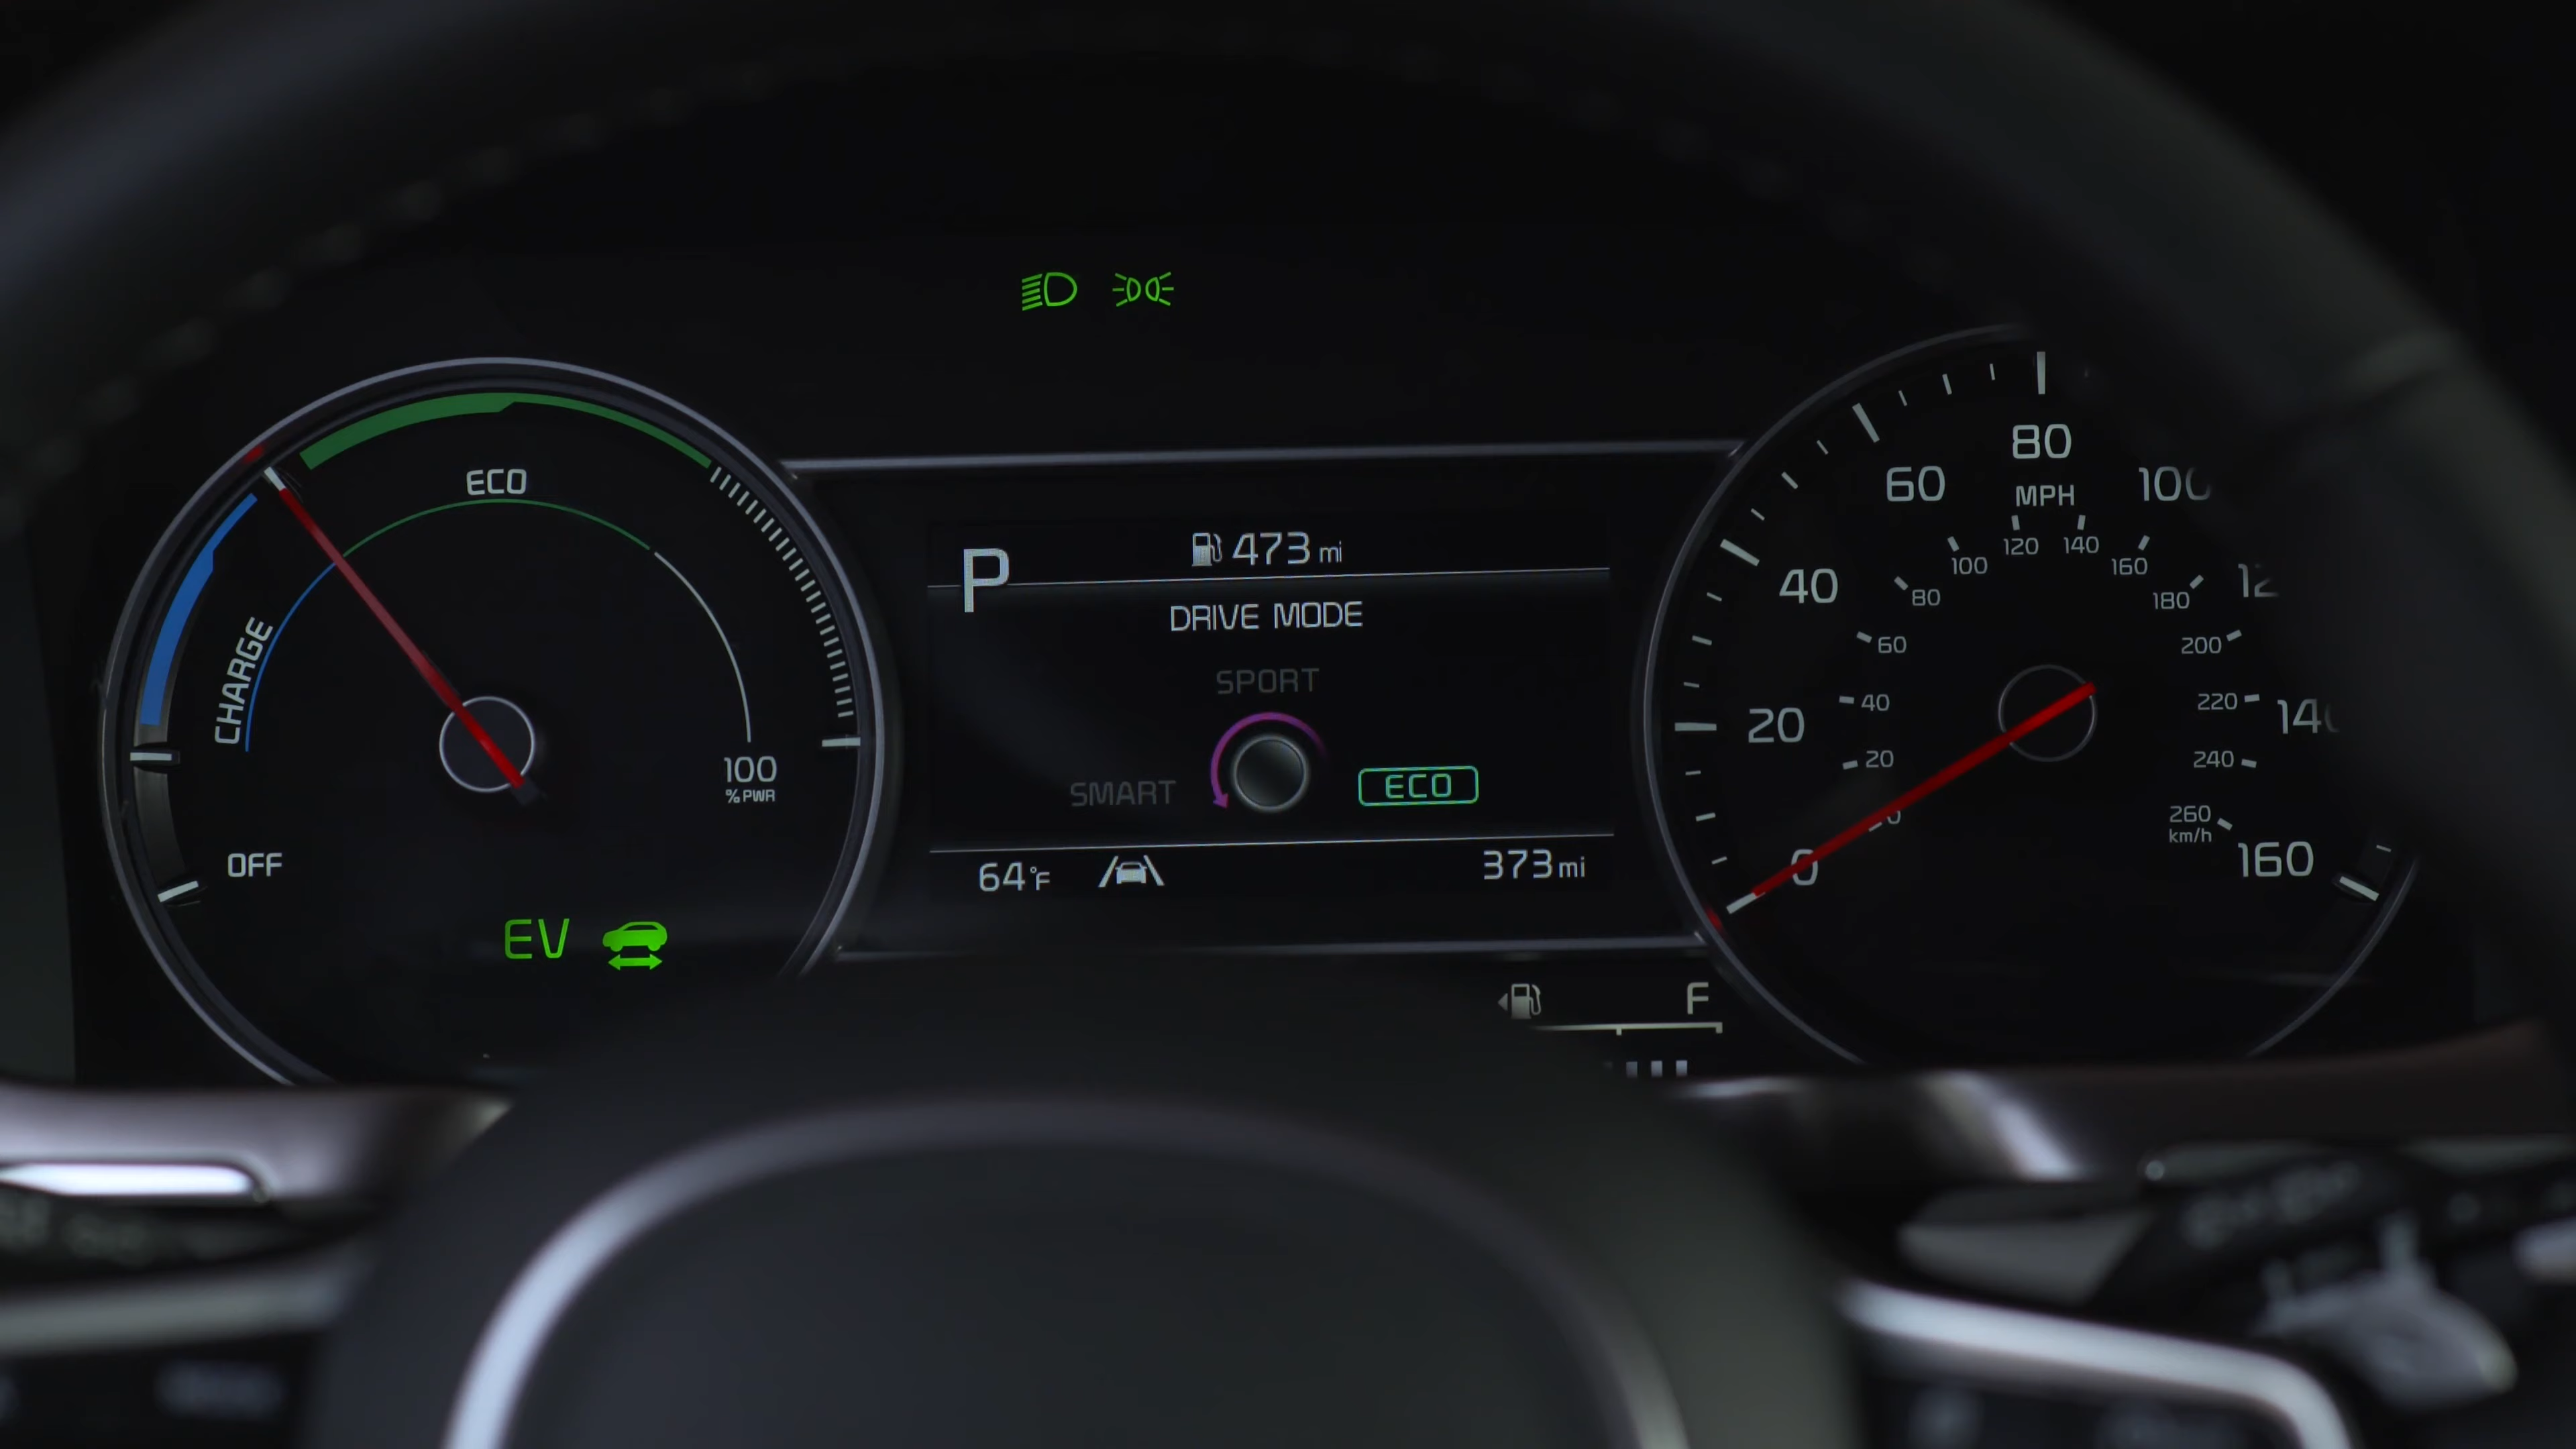 ECO
CHARGE
100
% PWR
OFF
EV
P
473 mi
DRIVE MODE
SPORT
SMART
ECO
64°F
373 mi
F
0
20
40
60
80
100
MPH
140
160
20
40
60
80
100
120
140
160
180
200
220
240
260
km/h